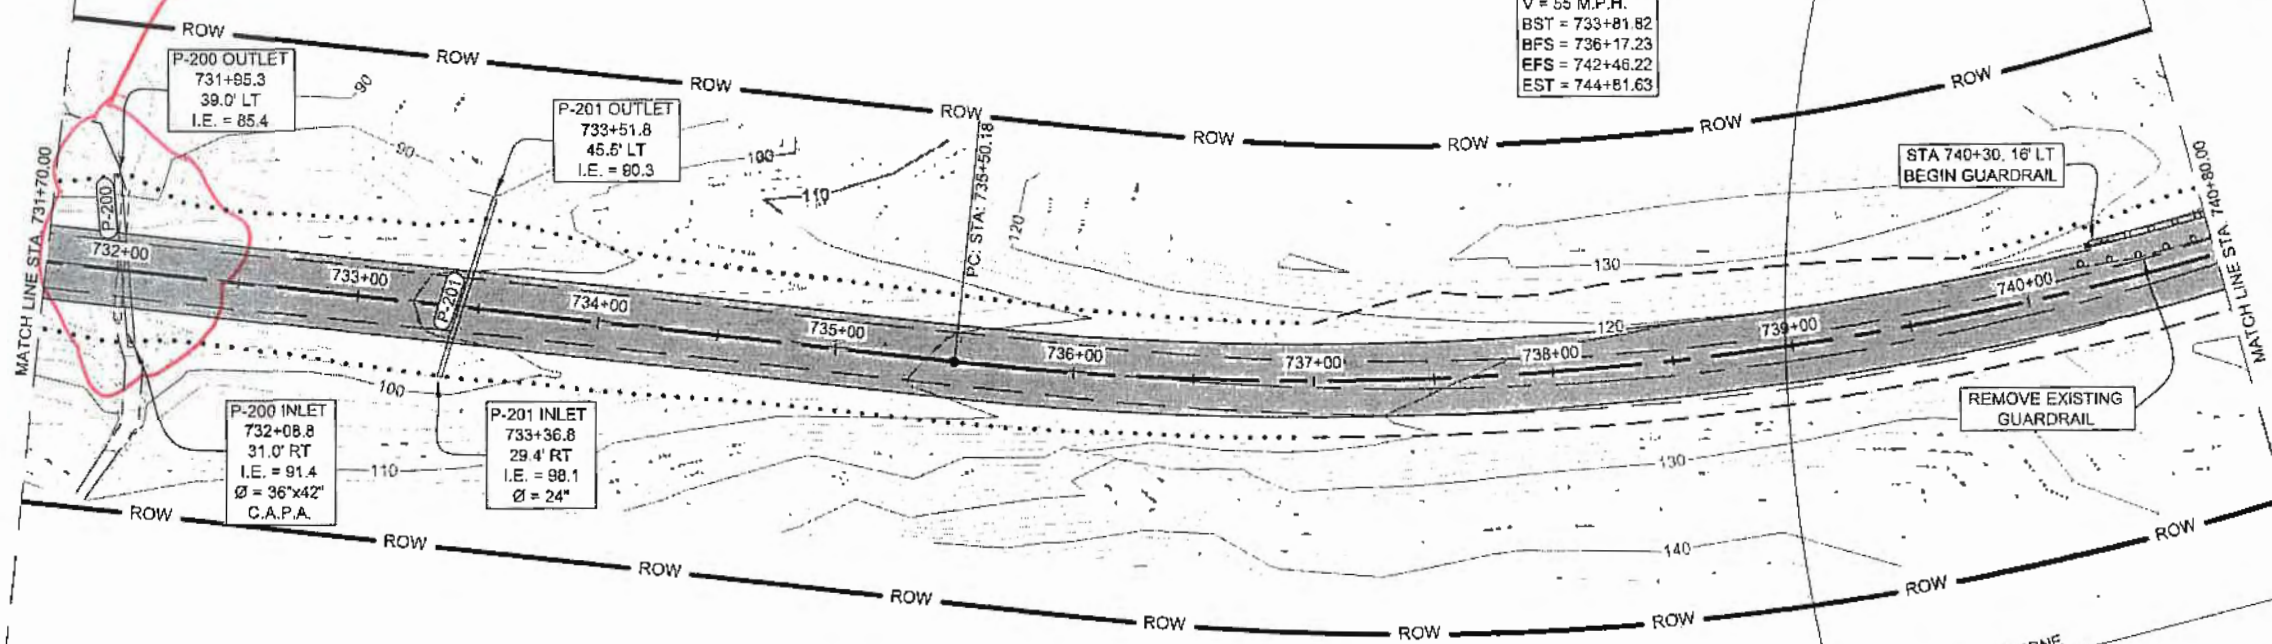 V = 55 M.P.H.
BST = 733+81.82
BFS = 736+17.23
EFS = 742+46.22
EST = 744+81.63
ROW
ROW
ROW
ROW
ROW
ROW
ROW
ROW
P-200 OUTLET
731+95.3
39.0' LT
I.E. = 85.4
90
90
P-201 OUTLET
733+51.8
45.5' LT
I.E. = 90.3
100
110
PC. STA: 735+50.18
120
130
120
STA 740+30, 16' LT
BEGIN GUARDRAIL
MATCH LINE STA. 731+70.00
P-200
P-201
732+00
733+00
734+00
735+00
736+00
737+00
738+00
739+00
740+00
MATCH LINE STA. 740+80.00
REMOVE EXISTING
GUARDRAIL
100
110
130
140
P-200 INLET
732+08.8
31.0' RT
I.E. = 91.4
Ø = 36"x42"
C.A.P.A.
P-201 INLET
733+36.8
29.4' RT
I.E. = 98.1
Ø = 24"
ROW
ROW
ROW
ROW
ROW
ROW
ROW
ROW
ROW